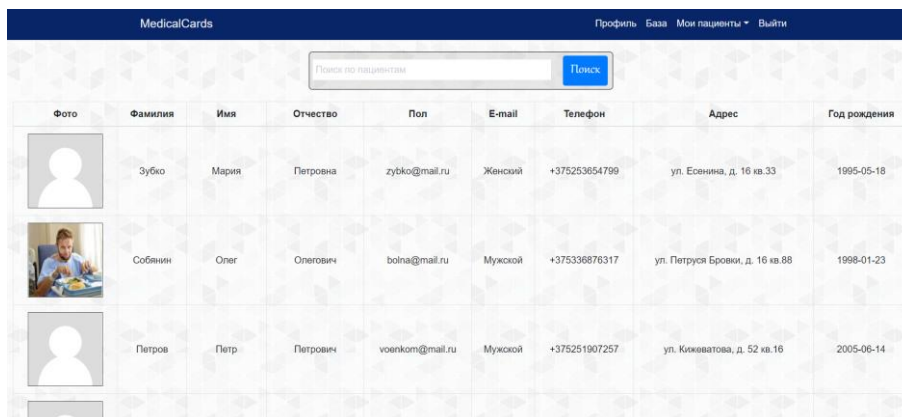 MedicalCards Профиль База Мои пациенты Выйти
Поиск по пациентам Поиск
Фото Фамилия Имя Отчество Пол E-mail Телефон Адрес Год рождения
Зубко Мария Петровна zybko@mail.ru Женский +375253654799 ул. Есенина, д. 16 кв.33 1995-05-18
Собянин Олег Олегович bolna@mail.ru Мужской +375336876317 ул. Петруся Бровки, д. 16 кв.88 1998-01-23
Петров Петр Петрович voenkom@mail.ru Мужской +375251907257 ул. Кижеватова, д. 52 кв.16 2005-06-14